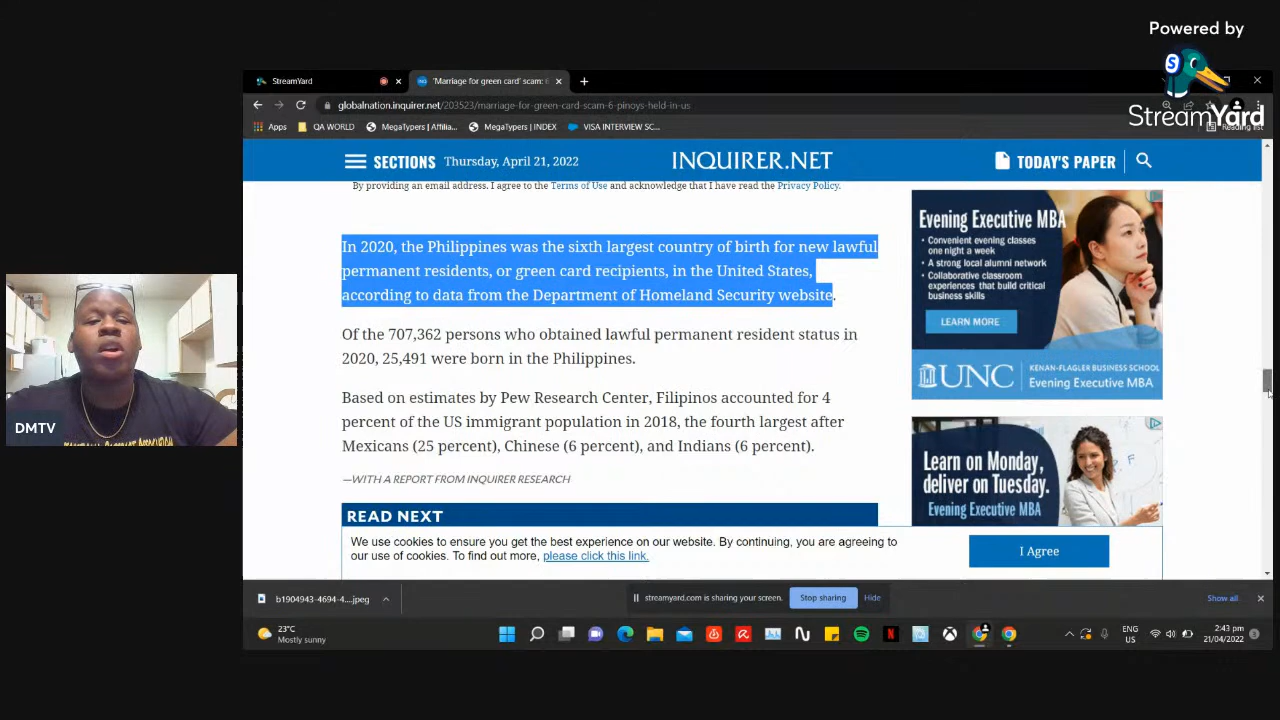 Powered by
StreamYard
StreamYard
'Marriage for green card' scam: 6
globalnation.inquirer.net/203523/marriage-for-green-card-scam-6-pinoys-held-in-us
Apps
QA WORLD
MegaTypers | Affilia...
MegaTypers | INDEX
VISA INTERVIEW SC...
Reading list
SECTIONS
Thursday, April 21, 2022
INQUIRER.NET
TODAY'S PAPER
By providing an email address. I agree to the Terms of Use and acknowledge that I have read the Privacy Policy.
In 2020, the Philippines was the sixth largest country of birth for new lawful
permanent residents, or green card recipients, in the United States,
according to data from the Department of Homeland Security website.
Of the 707,362 persons who obtained lawful permanent resident status in
2020, 25,491 were born in the Philippines.
Based on estimates by Pew Research Center, Filipinos accounted for 4
percent of the US immigrant population in 2018, the fourth largest after
Mexicans (25 percent), Chinese (6 percent), and Indians (6 percent).
—WITH A REPORT FROM INQUIRER RESEARCH
READ NEXT
Evening Executive MBA
• Convenient evening classes
one night a week
• A strong local alumni network
• Collaborative classroom
experiences that build critical
business skills
LEARN MORE
UNC
KENAN-FLAGLER BUSINESS SCHOOL
Evening Executive MBA
Learn on Monday,
deliver on Tuesday.
Evening Executive MBA
We use cookies to ensure you get the best experience on our website. By continuing, you are agreeing to
our use of cookies. To find out more, please click this link.
I Agree
DMTV
b1904943-4694-4....jpeg
streamyard.com is sharing your screen.
Stop sharing
Hide
Show all
23°C
Mostly sunny
ENG
US
2:43 pm
21/04/2022